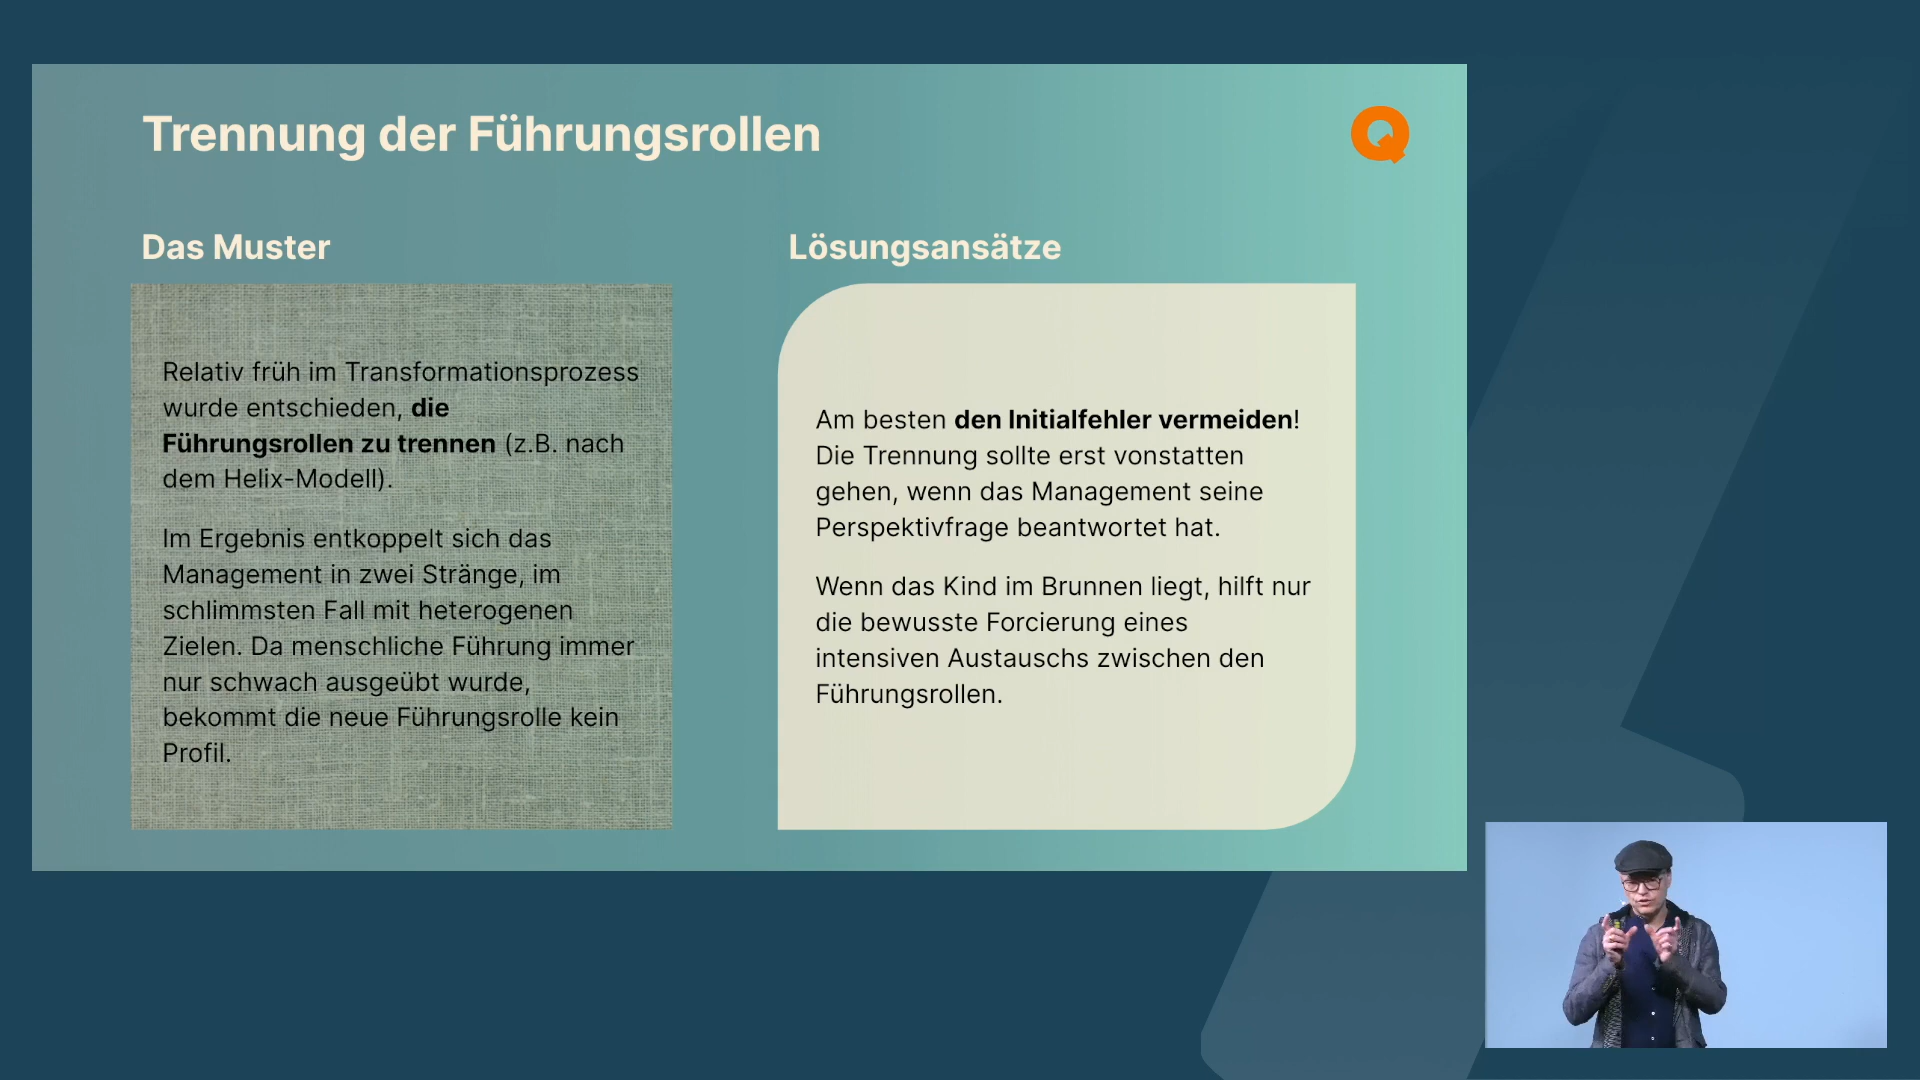 Trennung der Führungsrollen
Q
Das Muster
Relativ früh im Transformationsprozess
wurde entschieden, die
Führungsrollen zu trennen (z.B. nach
dem Helix-Modell).
Im Ergebnis entkoppelt sich das
Management in zwei Stränge, im
schlimmsten Fall mit heterogenen
Zielen. Da menschliche Führung immer
nur schwach ausgeübt wurde,
bekommt die neue Führungsrolle kein
Profil.
Lösungsansätze
Am besten den Initialfehler vermeiden!
Die Trennung sollte erst vonstatten
gehen, wenn das Management seine
Perspektivfrage beantwortet hat.
Wenn das Kind im Brunnen liegt, hilft nur
die bewusste Forcierung eines
intensiven Austauschs zwischen den
Führungsrollen.